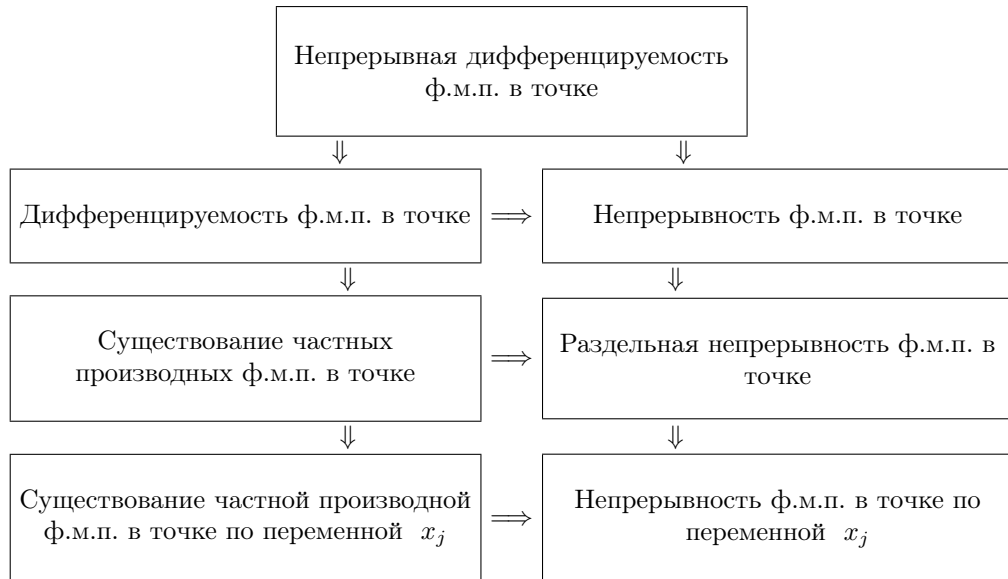 Непрерывная дифференцируемость
ф.м.п. в точке
⇓ ⇓
Дифференцируемость ф.м.п. в точке ⟹ Непрерывность ф.м.п. в точке
⇓ ⇓
Существование частных
производных ф.м.п. в точке
⟹
Раздельная непрерывность ф.м.п. в
точке
⇓ ⇓
Существование частной производной
ф.м.п. в точке по переменной x_j
⟹
Непрерывность ф.м.п. в точке по
переменной x_j